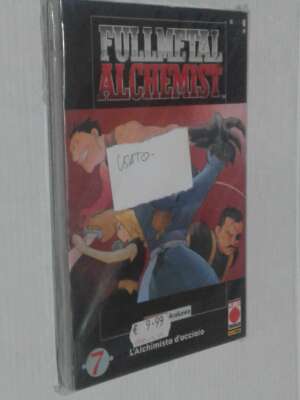 FULLMETAL
ALCHEMIST
USATO-
€ 9.99
7
L'Alchimista d'acciaio